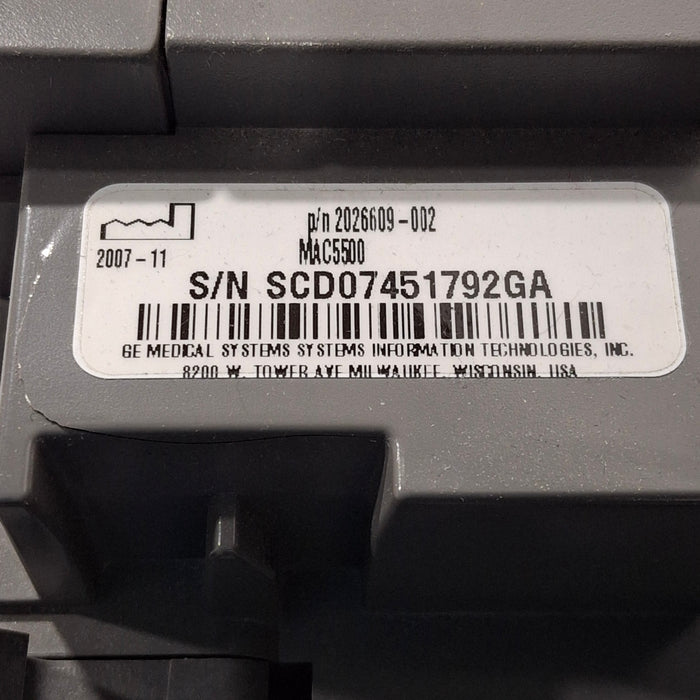 p/n 2026609-002
2007-11
MAC5500
S/N SCD07451792GA
GE MEDICAL SYSTEMS SYSTEMS INFORMATION TECHNOLOGIES, INC.
8200 W. TOWER AVE MILWAUKEE, WISCONSIN, USA